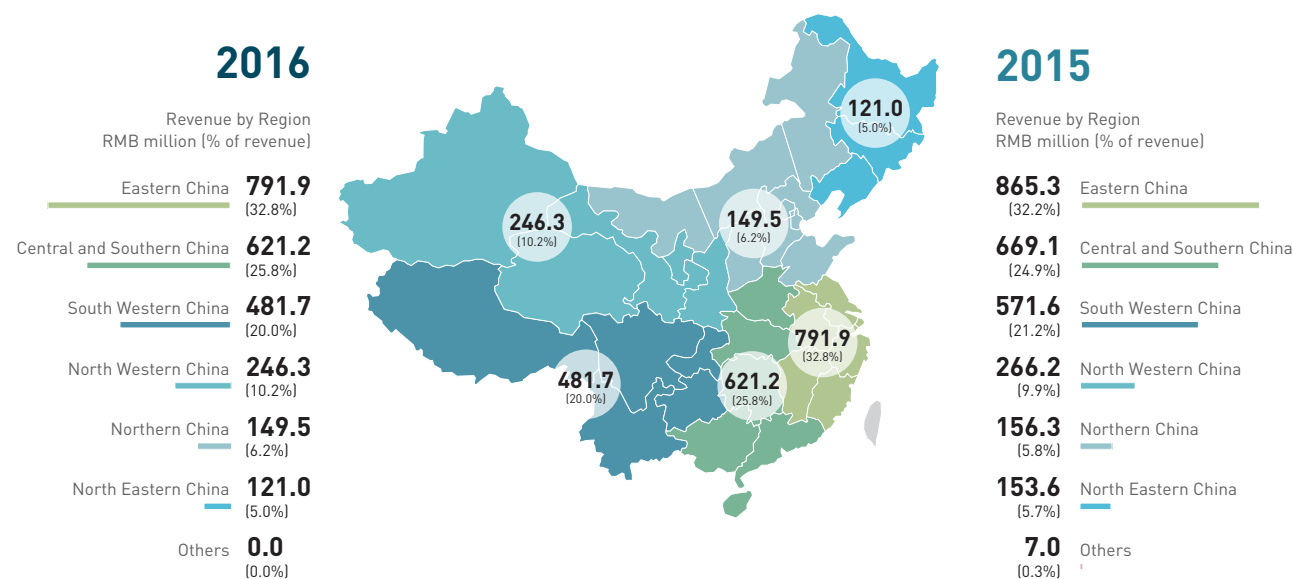 2016
Revenue by Region
RMB million (% of revenue)
Eastern China 791.9
(32.8%)
Central and Southern China 621.2
(25.8%)
South Western China 481.7
(20.0%)
North Western China 246.3
(10.2%)
Northern China 149.5
(6.2%)
North Eastern China 121.0
(5.0%)
Others 0.0
(0.0%)
121.0
(5.0%)
246.3
(10.2%)
149.5
(6.2%)
791.9
(32.8%)
481.7
(20.0%)
621.2
(25.8%)
2015
Revenue by Region
RMB million (% of revenue)
865.3 Eastern China
(32.2%)
669.1 Central and Southern China
(24.9%)
571.6 South Western China
(21.2%)
266.2 North Western China
(9.9%)
156.3 Northern China
(5.8%)
153.6 North Eastern China
(5.7%)
7.0 Others
(0.3%)